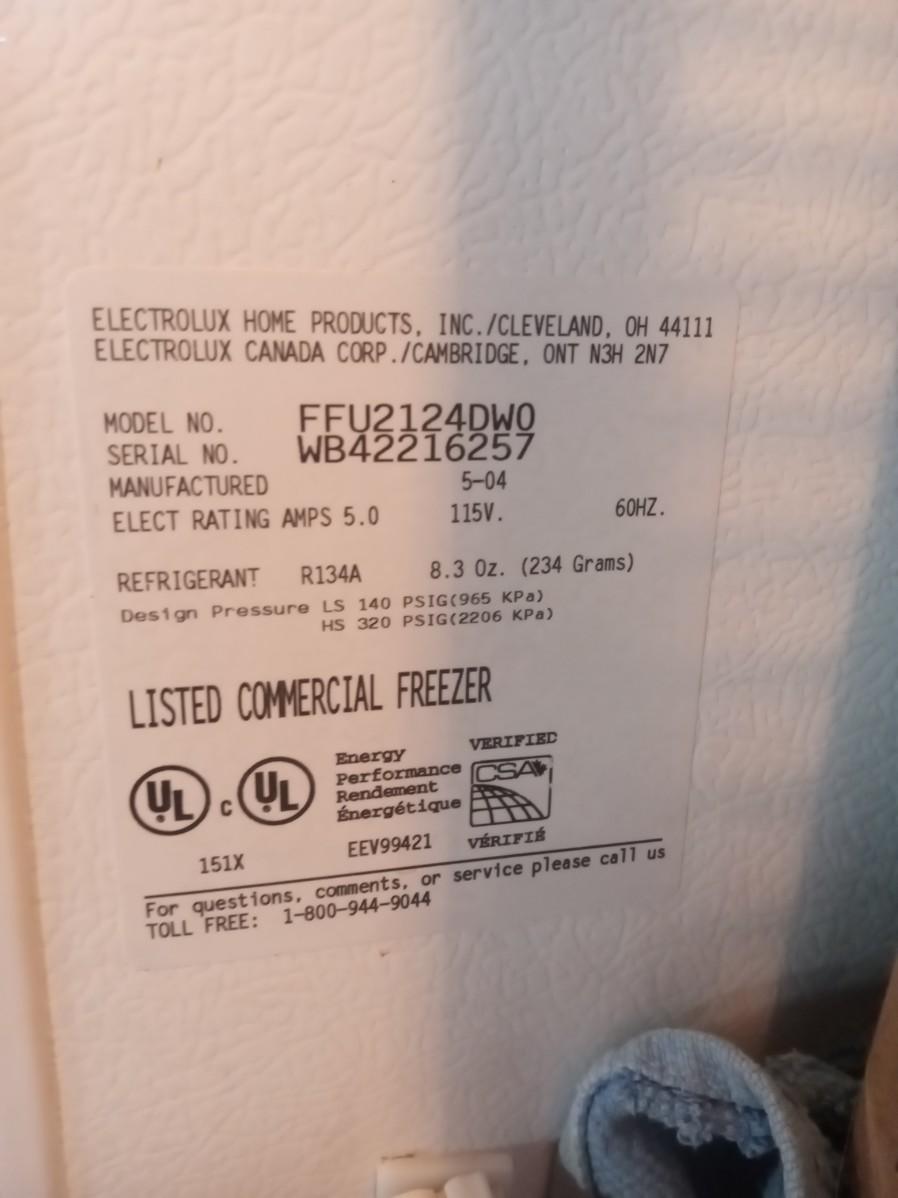 ELECTROLUX HOME PRODUCTS, INC./CLEVELAND, OH 44111
ELECTROLUX CANADA CORP./CAMBRIDGE, ONT N3H 2N7
MODEL NO. FFU2124DW0
SERIAL NO. WB42216257
MANUFACTURED 5-04
ELECT RATING AMPS 5.0 115V. 60HZ.
REFRIGERANT R134A 8.3 Oz. (234 Grams)
Design Pressure LS 140 PSIG(965 KPa)
HS 320 PSIG(2206 KPa)
LISTED COMMERCIAL FREEZER
UL c UL
Energy
Performance
Rendement
Énergétique
VERIFIED
CSA
VÉRIFIÉ
151X
EEV99421
For questions, comments, or service please call us
TOLL FREE: 1-800-944-9044